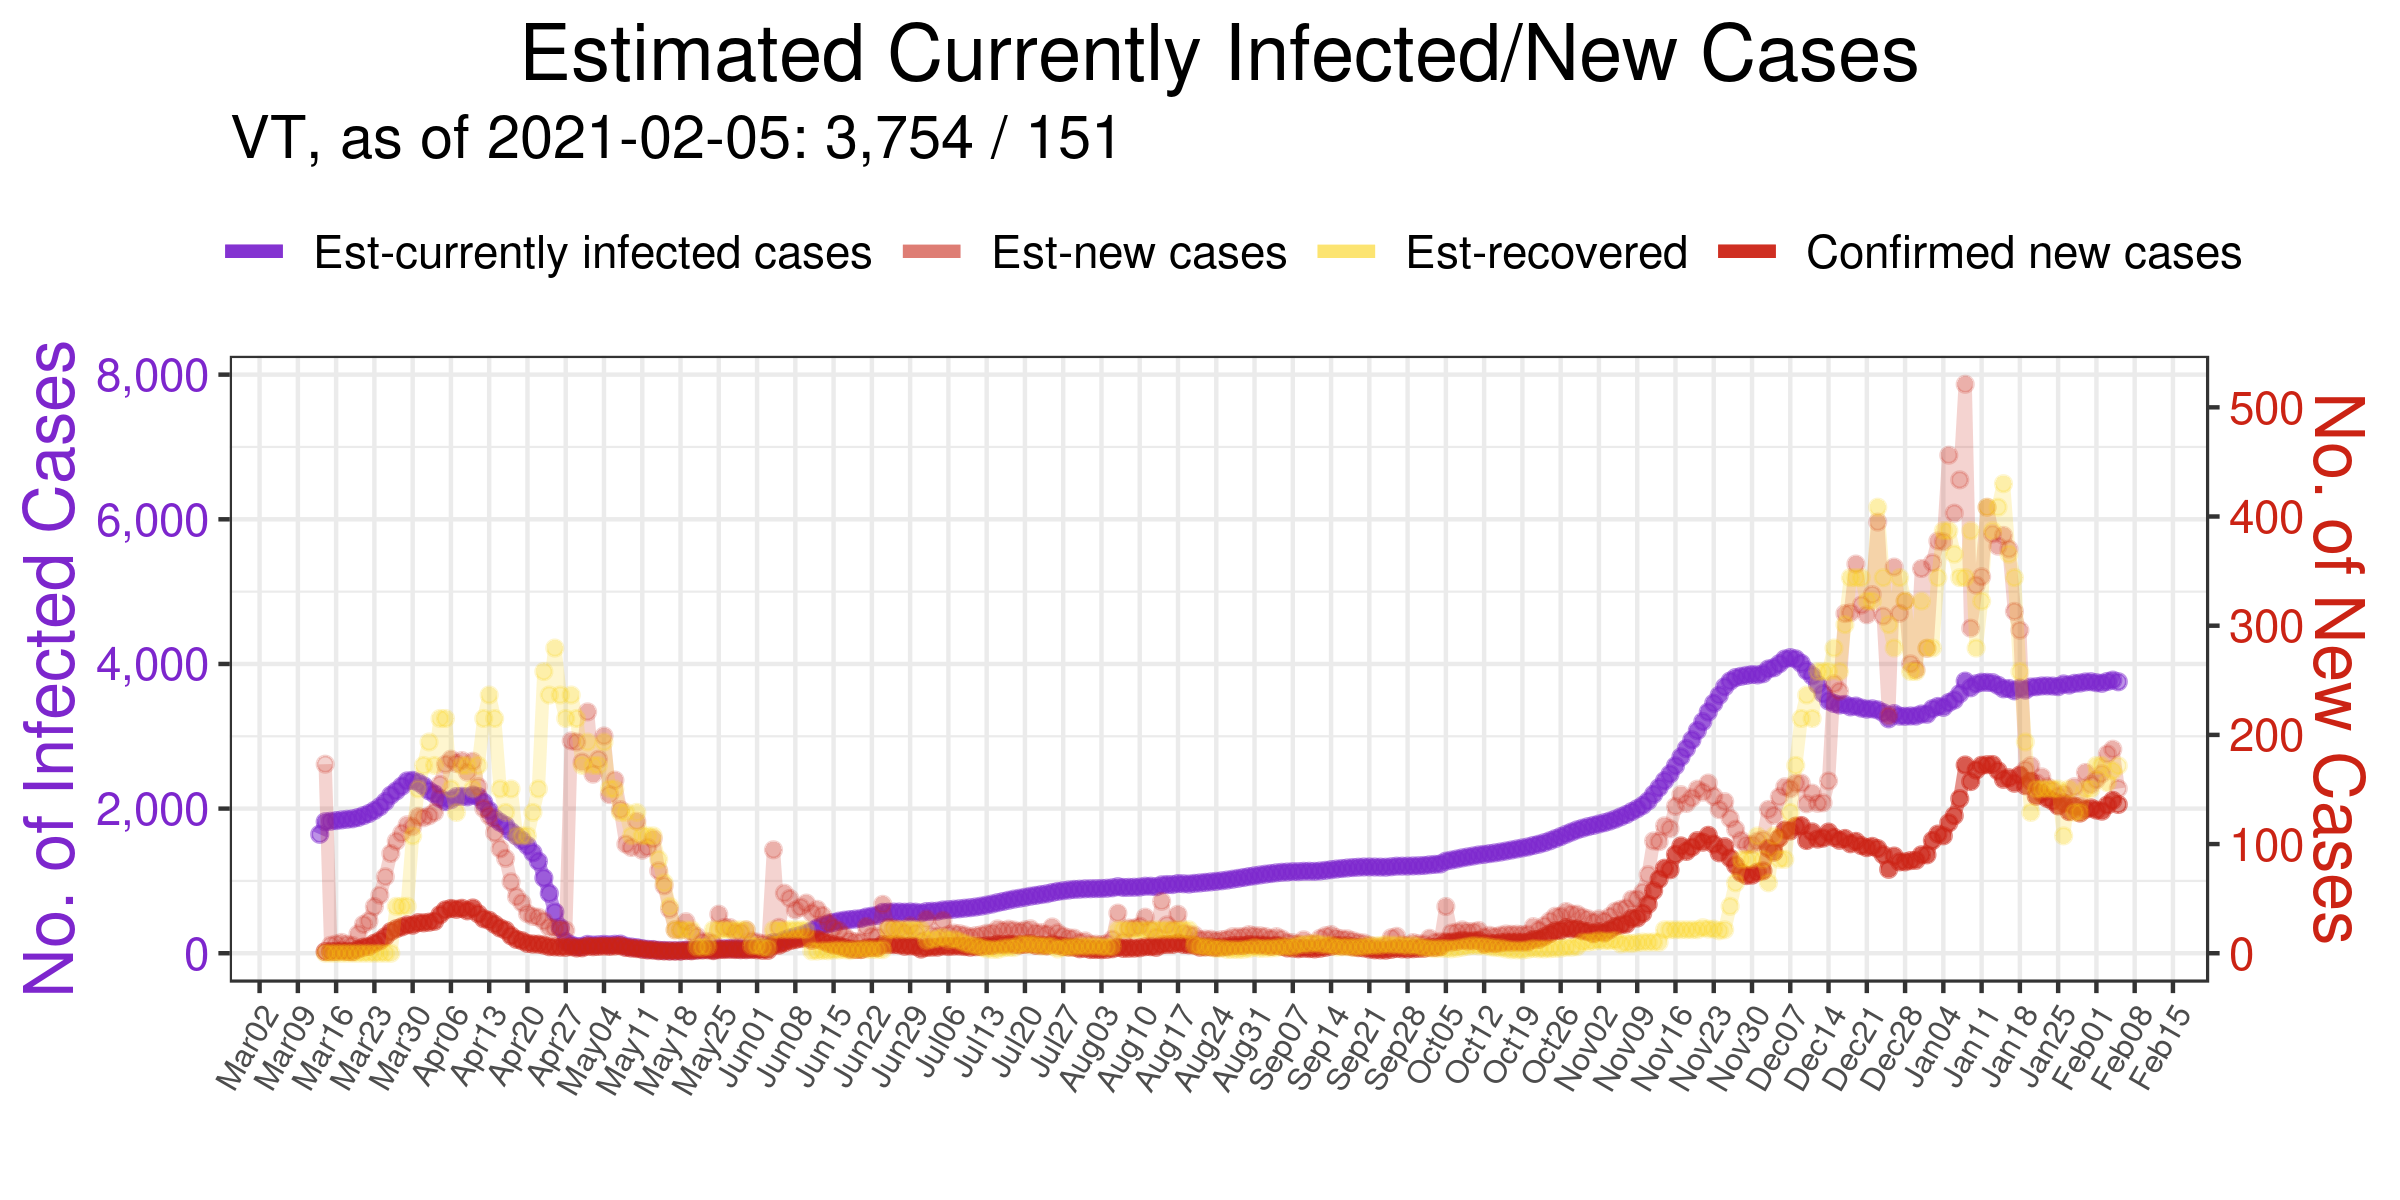 Estimated Currently Infected/New Cases
VT, as of 2021-02-05: 3,754 / 151
Est-currently infected cases Est-new cases Est-recovered Confirmed new cases
No. of Infected Cases
8,000
6,000
4,000
2,000
0
No. of New Cases
500
400
300
200
100
0
Mar02 Mar09 Mar16 Mar23 Mar30 Apr06 Apr13 Apr20 Apr27 May04 May11 May18 May25 Jun01 Jun08 Jun15 Jun22 Jun29 Jul06 Jul13 Jul20 Jul27 Aug03 Aug10 Aug17 Aug24 Aug31 Sep07 Sep14 Sep21 Sep28 Oct05 Oct12 Oct19 Oct26 Nov02 Nov09 Nov16 Nov23 Nov30 Dec07 Dec14 Dec21 Dec28 Jan04 Jan11 Jan18 Jan25 Feb01 Feb08 Feb15